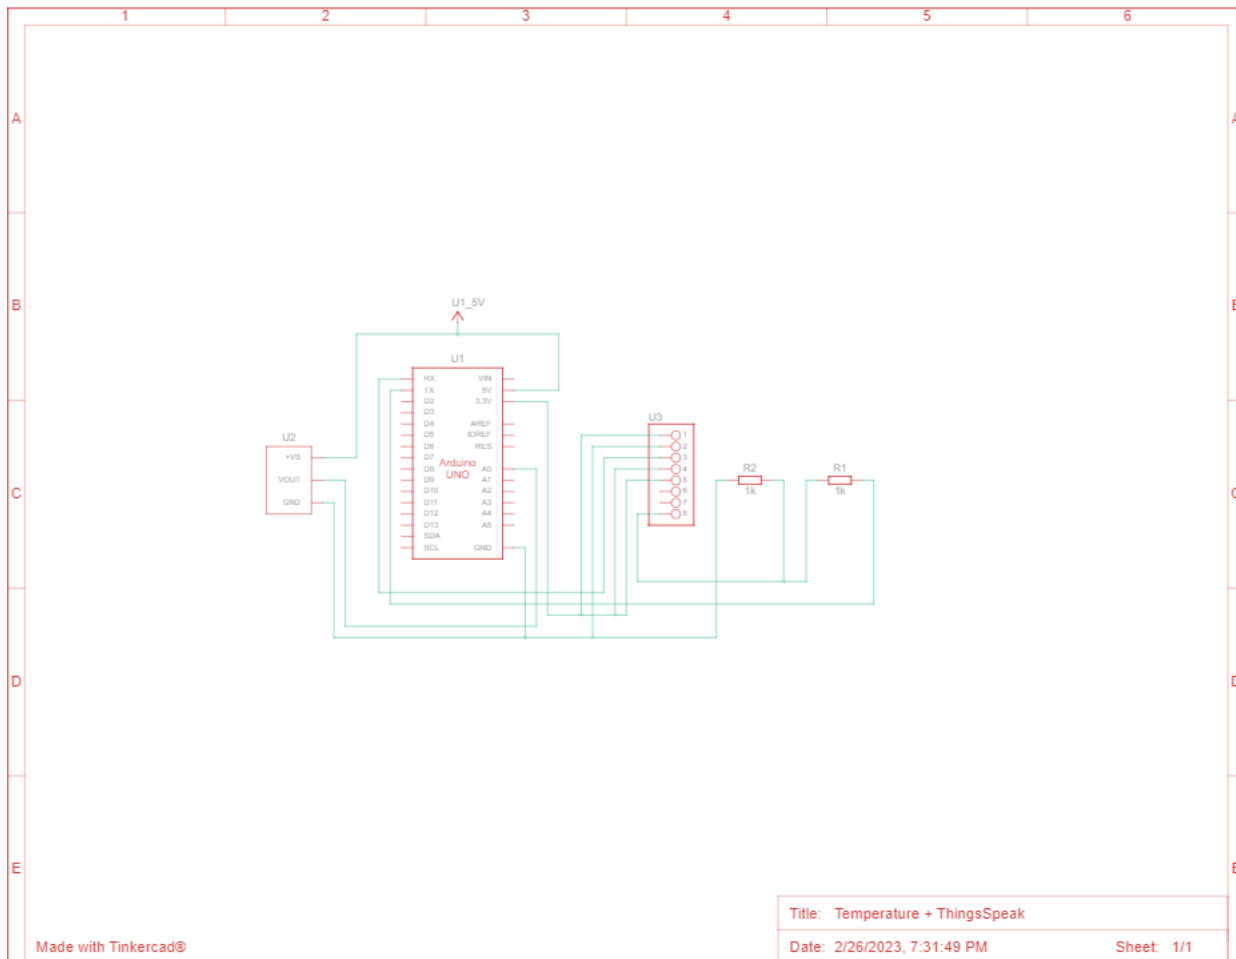 1 2 3 4 5 6
A A
B
U1_5V
U1
RX VIN
TX 5V
D2 3.3V
D3
D4 AREF
D5 IOREF
D6 RES
D7
D8 A0
D9 A1
D10 A2
D11 A3
D12 A4
D13 A5
SDA
SCL GND
Arduino
UNO
U2
+VS
VOUT
GND
U3
1
2
3
4
5
6
7
8
R2
1k
R1
1k
C
D
E
Title: Temperature + ThingsSpeak
Date: 2/26/2023, 7:31:49 PM Sheet: 1/1
Made with Tinkercad®